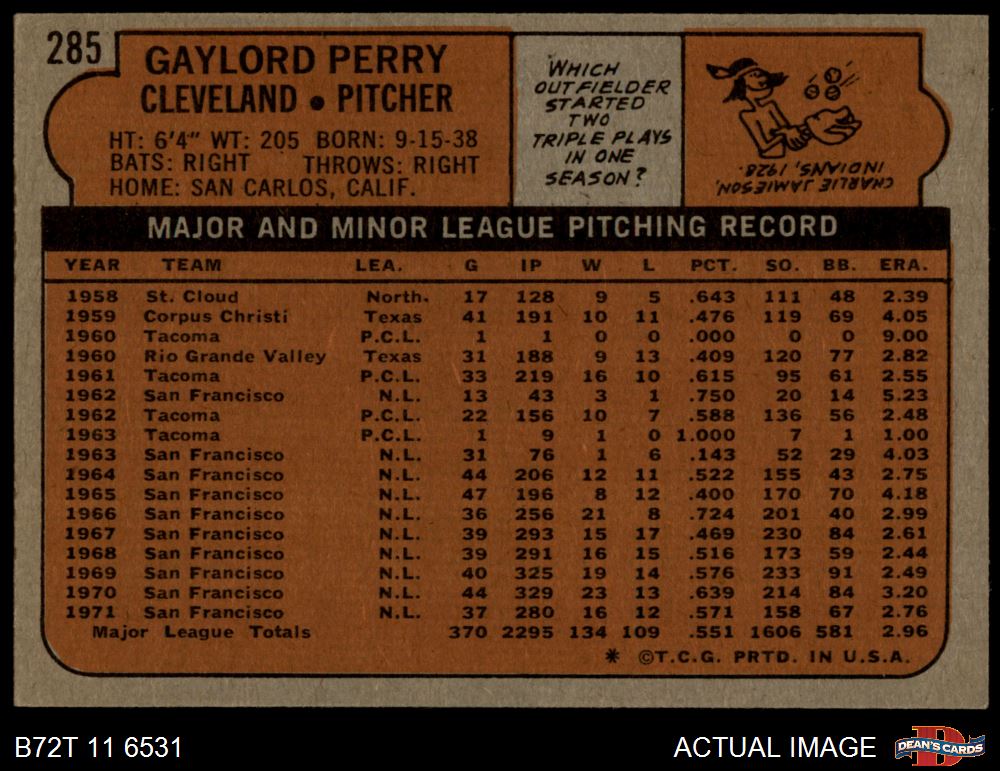 285
GAYLORD PERRY
CLEVELAND • PITCHER
HT: 6'4" WT: 205 BORN: 9-15-38
BATS: RIGHT THROWS: RIGHT
HOME: SAN CARLOS, CALIF.
WHICH
OUTFIELDER
STARTED
TWO
TRIPLE PLAYS
IN ONE
SEASON?
CHARLIE JAMIESON,
INDIANS, 1928.
MAJOR AND MINOR LEAGUE PITCHING RECORD
YEAR TEAM LEA. G IP W L PCT. SO. BB. ERA.
1958 St. Cloud North. 17 128 9 5 .643 111 48 2.39
1959 Corpus Christi Texas 41 191 10 11 .476 119 69 4.05
1960 Tacoma P.C.L. 1 1 0 0 .000 0 0 9.00
1960 Rio Grande Valley Texas 31 188 9 13 .409 120 77 2.82
1961 Tacoma P.C.L. 33 219 16 10 .615 95 61 2.55
1962 San Francisco N.L. 13 43 3 1 .750 20 14 5.23
1962 Tacoma P.C.L. 22 156 10 7 .588 136 56 2.48
1963 Tacoma P.C.L. 1 9 1 0 1.000 7 1 1.00
1963 San Francisco N.L. 31 76 1 6 .143 52 29 4.03
1964 San Francisco N.L. 44 206 12 11 .522 155 43 2.75
1965 San Francisco N.L. 47 196 8 12 .400 170 70 4.18
1966 San Francisco N.L. 36 256 21 8 .724 201 40 2.99
1967 San Francisco N.L. 39 293 15 17 .469 230 84 2.61
1968 San Francisco N.L. 39 291 16 15 .516 173 59 2.44
1969 San Francisco N.L. 40 325 19 14 .576 233 91 2.49
1970 San Francisco N.L. 44 329 23 13 .639 214 84 3.20
1971 San Francisco N.L. 37 280 16 12 .571 158 67 2.76
Major League Totals 370 2295 134 109 .551 1606 581 2.96
* ©T.C.G. PRTD. IN U.S.A.
B72T 11 6531
ACTUAL IMAGE
DEAN'S CARDS